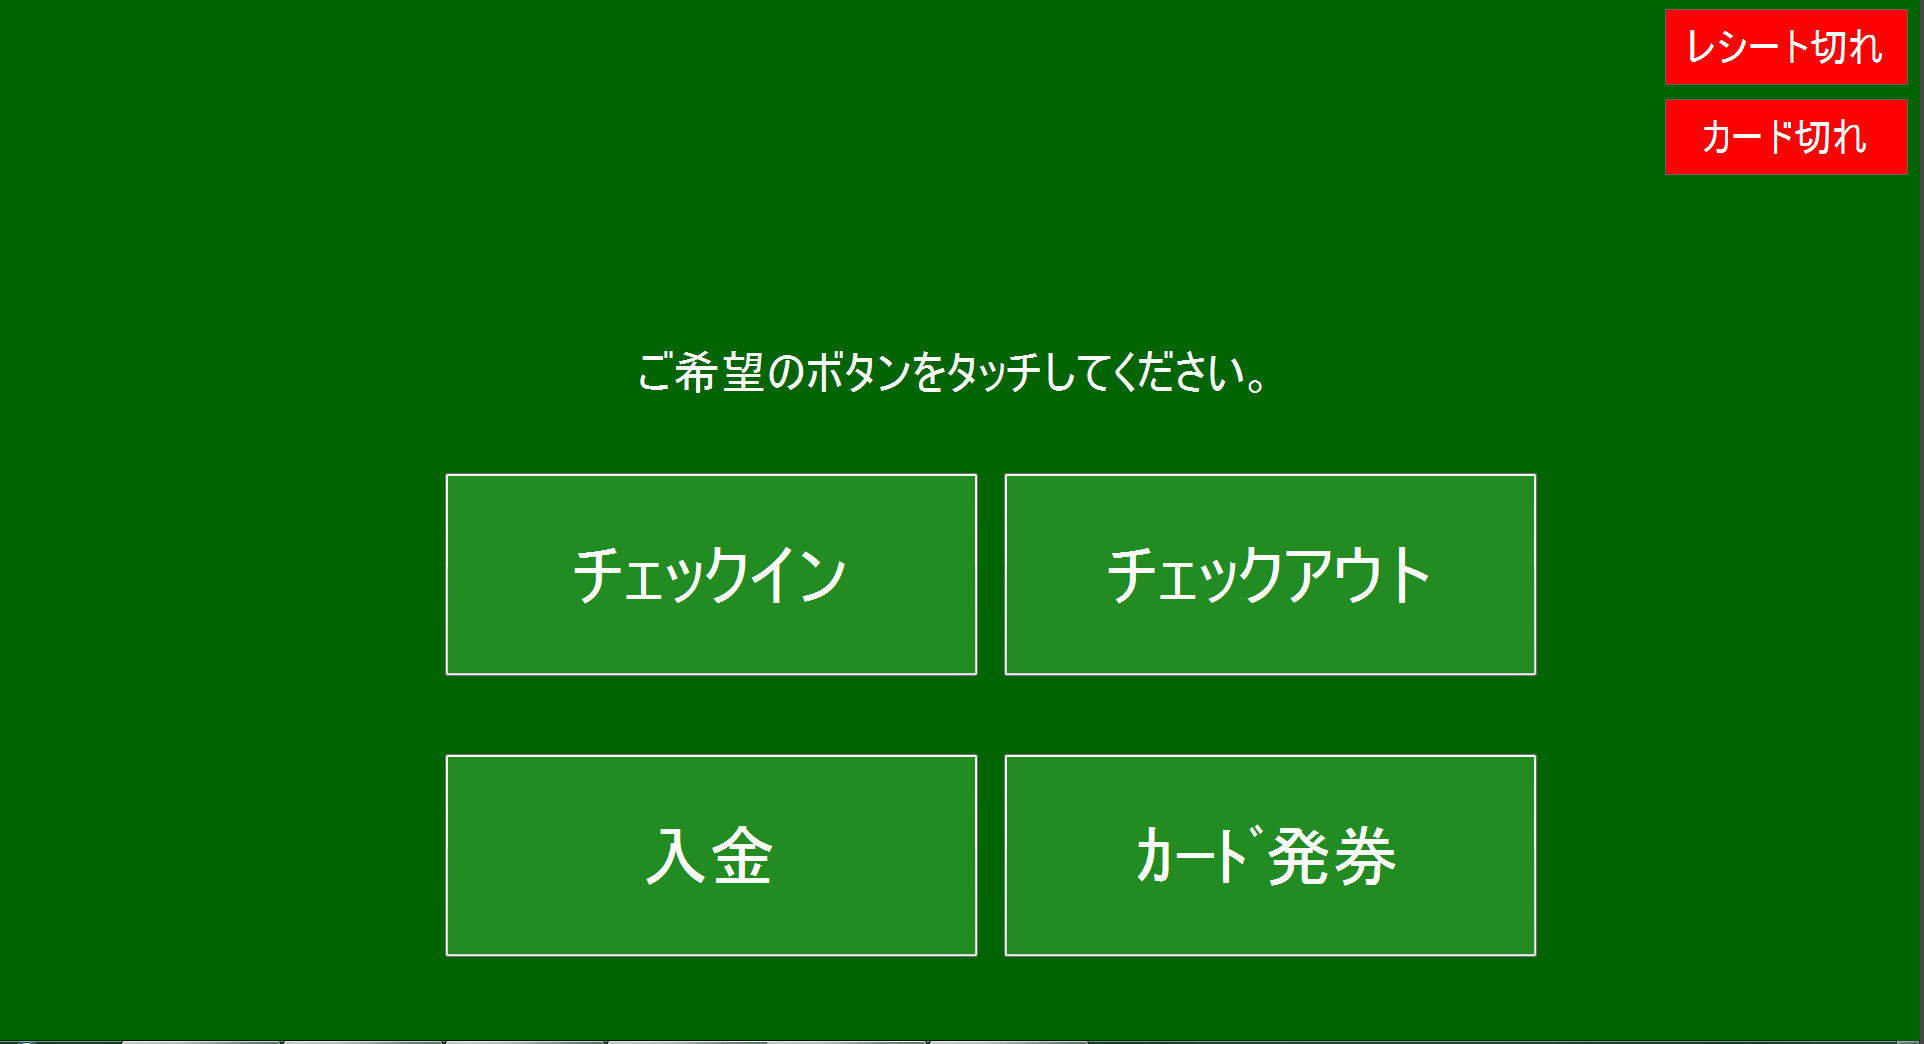 レシート切れ
カード切れ
ご希望のボタンをタッチしてください。
チェックイン
チェックアウト
入金
ｶｰﾄﾞ発券